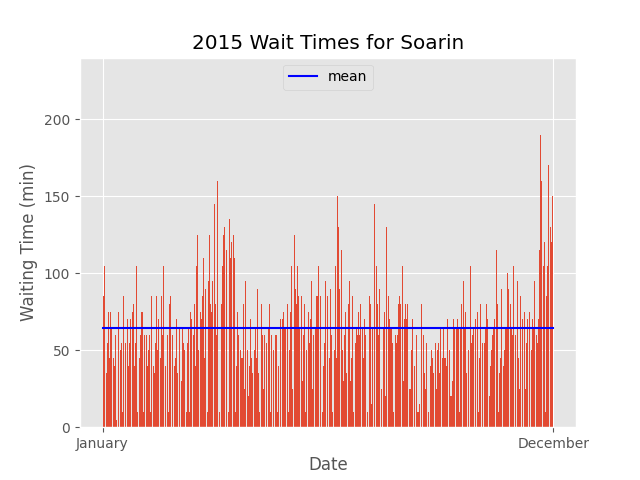 2015 Wait Times for Soarin
mean
200
150
100
50
0
Waiting Time (min)
January
December
Date